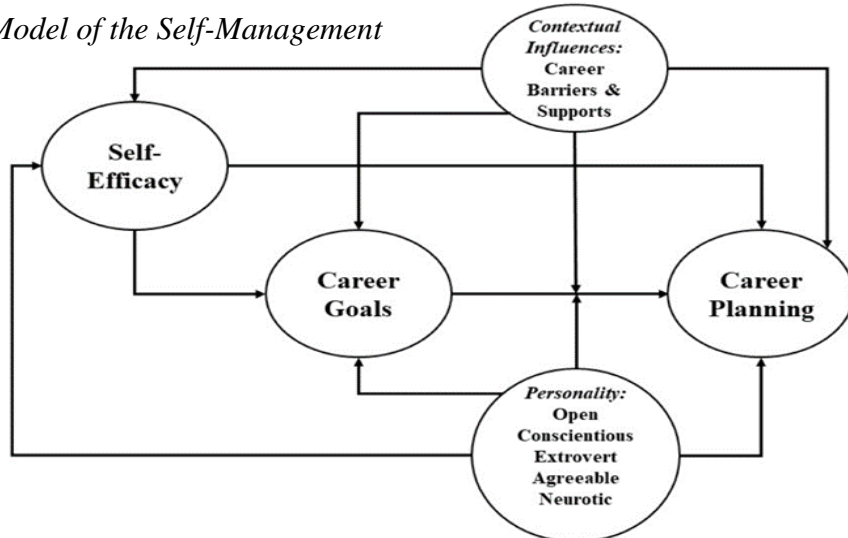 Model of the Self-Management
Contextual
Influences:
Career
Barriers &
Supports
Self-
Efficacy
Career
Goals
Career
Planning
Personality:
Open
Conscientious
Extrovert
Agreeable
Neurotic